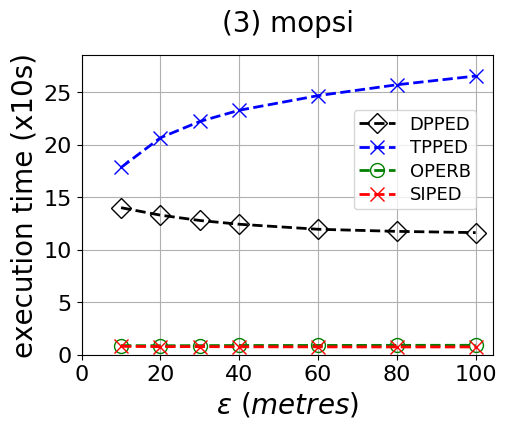 (3) mopsi
execution time (x10s)
25
20
15
10
5
0
DPPED
TPPED
OPERB
SIPED
0 20 40 60 80 100
ε (metres)